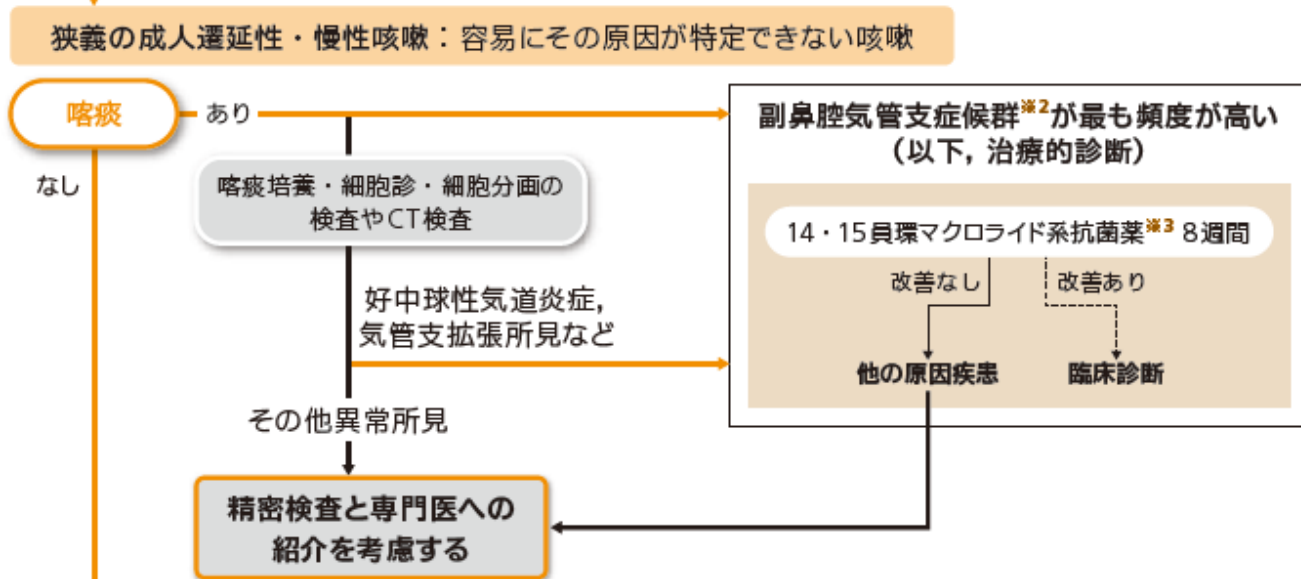 狭義の成人遷延性・慢性咳嗽：容易にその原因が特定できない咳嗽
喀痰
あり
なし
喀痰培養・細胞診・細胞分画の
検査やCT検査
好中球性気道炎症，
気管支拡張所見など
その他異常所見
精密検査と専門医への
紹介を考慮する
副鼻腔気管支症候群※2が最も頻度が高い
（以下，治療的診断）
14・15員環マクロライド系抗菌薬※3 8週間
改善なし
改善あり
他の原因疾患
臨床診断